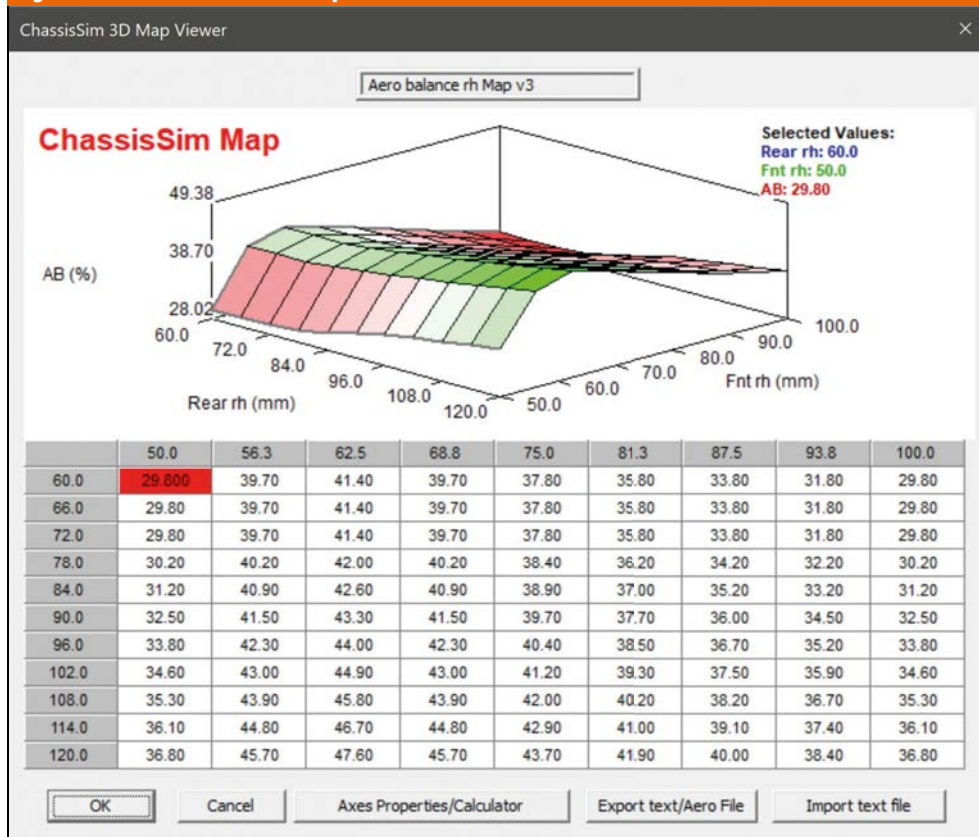 ChassisSim 3D Map Viewer
Aero balance rh Map v3
ChassisSim Map
Selected Values:
Rear rh: 60.0
Fnt rh: 50.0
AB: 29.80
AB (%)
49.38
38.70
28.02
60.0
72.0
84.0
96.0
108.0
120.0
Rear rh (mm)
50.0
60.0
70.0
80.0
90.0
100.0
Fnt rh (mm)
50.0 56.3 62.5 68.8 75.0 81.3 87.5 93.8 100.0
60.0 29.800 39.70 41.40 39.70 37.80 35.80 33.80 31.80 29.80
66.0 29.80 39.70 41.40 39.70 37.80 35.80 33.80 31.80 29.80
72.0 29.80 39.70 41.40 39.70 37.80 35.80 33.80 31.80 29.80
78.0 30.20 40.20 42.00 40.20 38.40 36.20 34.20 32.20 30.20
84.0 31.20 40.90 42.60 40.90 38.90 37.00 35.20 33.20 31.20
90.0 32.50 41.50 43.30 41.50 39.70 37.70 36.00 34.50 32.50
96.0 33.80 42.30 44.00 42.30 40.40 38.50 36.70 35.20 33.80
102.0 34.60 43.00 44.90 43.00 41.20 39.30 37.50 35.90 34.60
108.0 35.30 43.90 45.80 43.90 42.00 40.20 38.20 36.70 35.30
114.0 36.10 44.80 46.70 44.80 42.90 41.00 39.10 37.40 36.10
120.0 36.80 45.70 47.60 45.70 43.70 41.90 40.00 38.40 36.80
OK Cancel Axes Properties/Calculator Export text/Aero File Import text file